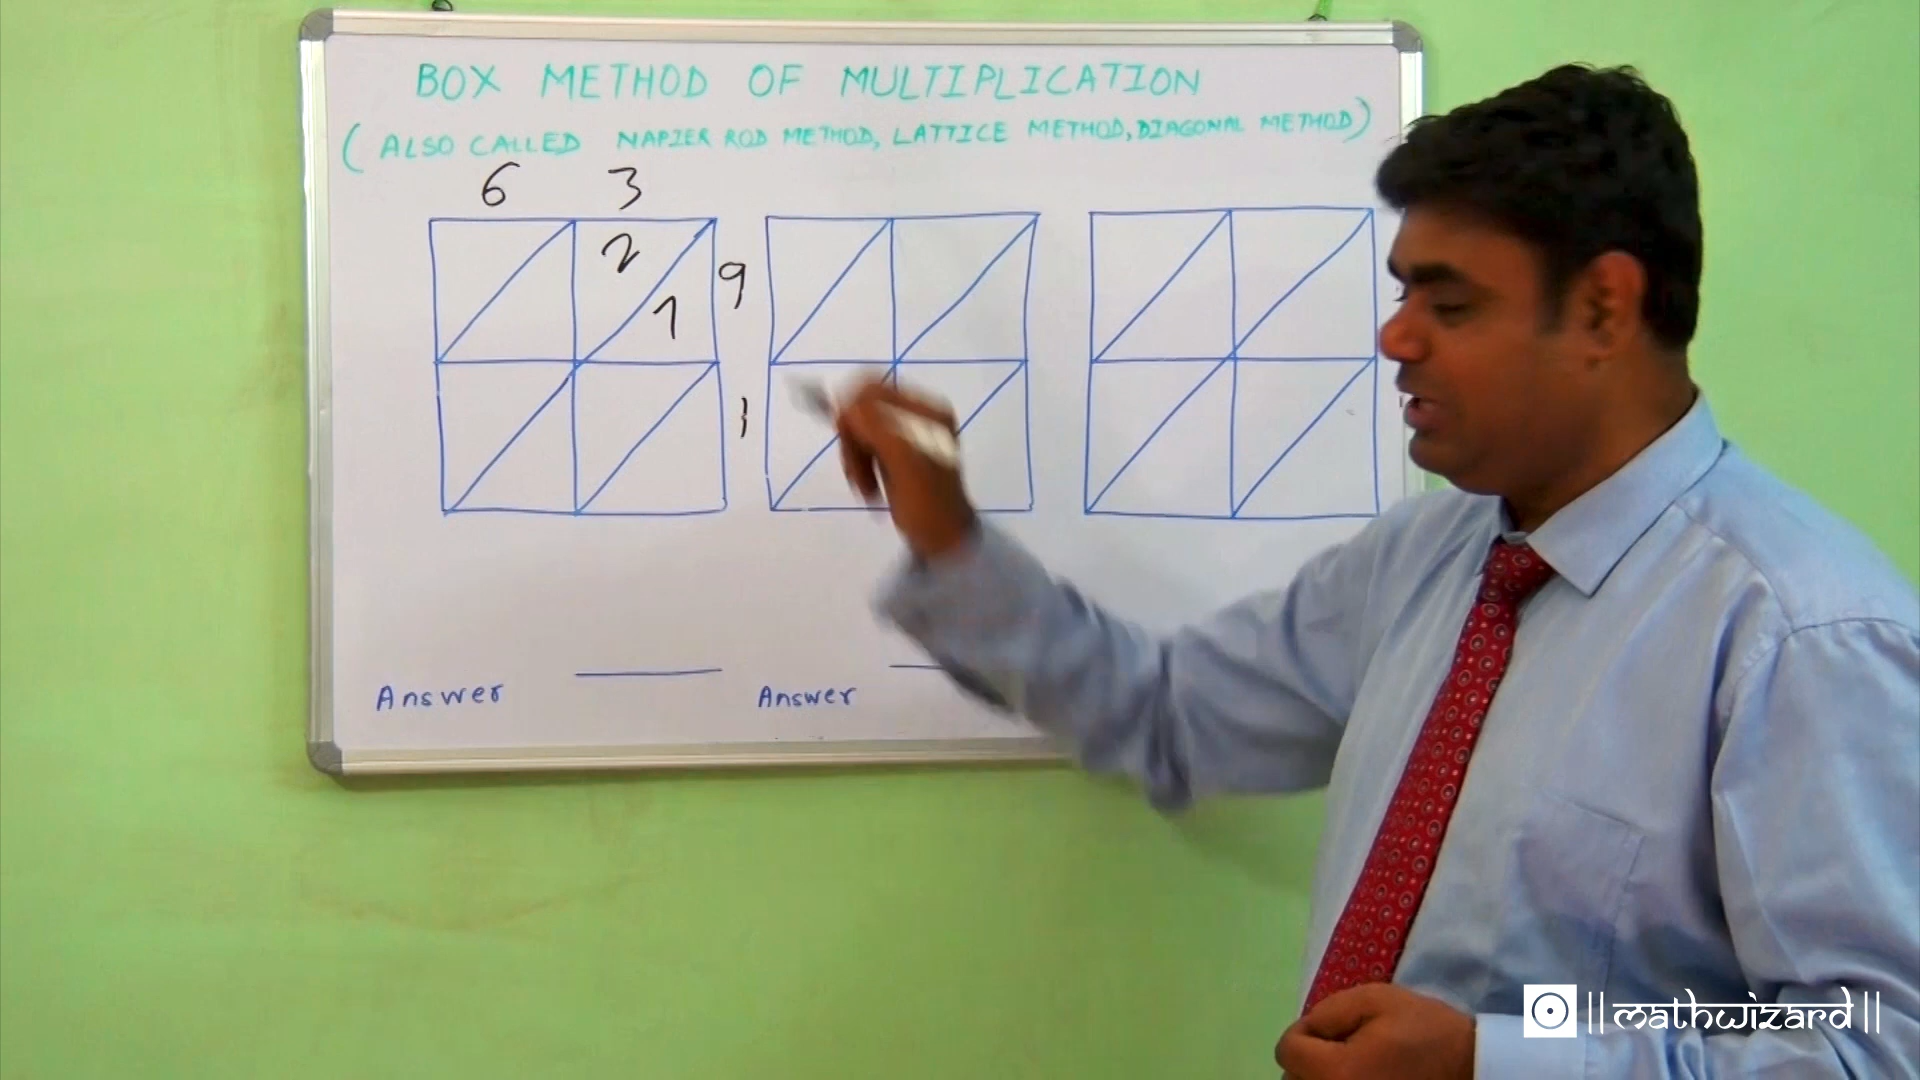 BOX METHOD OF MULTIPLICATION
(ALSO CALLED NAPIER ROD METHOD, LATTICE METHOD, DIAGONAL METHOD)
6 3
2
9
7
1
Answer Answer
||mathwizard||